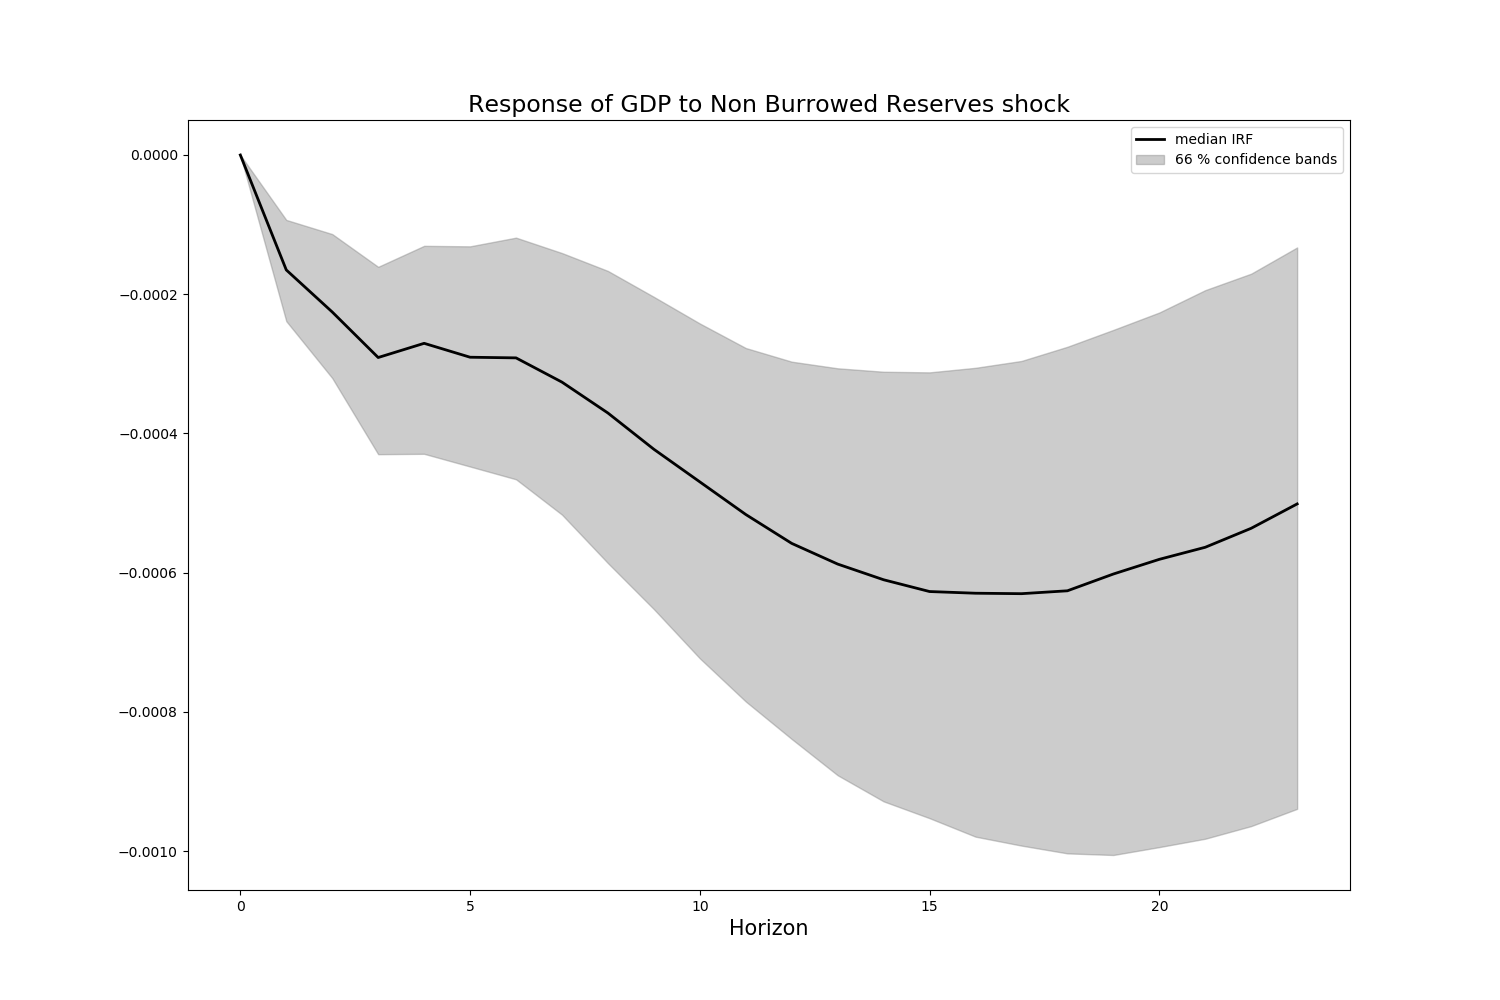 Response of GDP to Non Burrowed Reserves shock
median IRF
66 % confidence bands
0.0000
−0.0002
−0.0004
−0.0006
−0.0008
−0.0010
0 5 10 15 20
Horizon